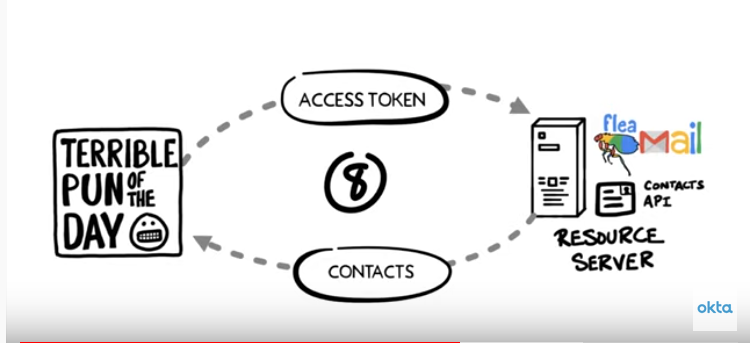 TERRIBLE
PUN OF THE
DAY
ACCESS TOKEN
8
CONTACTS
flea
Mail
CONTACTS
API
RESOURCE
SERVER
okta